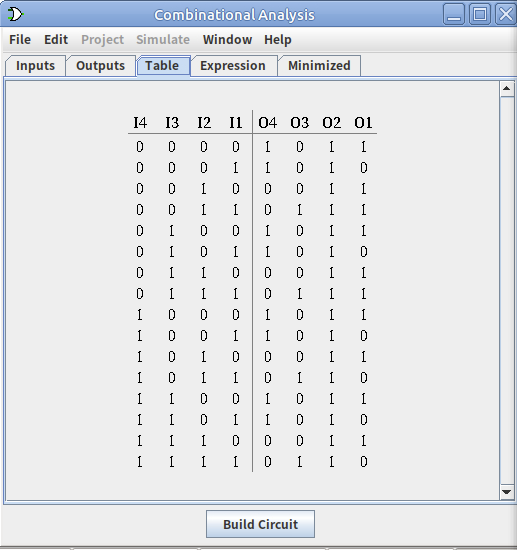 Combinational Analysis
File Edit Project Simulate Window Help
Inputs Outputs Table Expression Minimized
I4 I3 I2 I1 O4 O3 O2 O1
0 0 0 0 1 0 1 1
0 0 0 1 1 0 1 0
0 0 1 0 0 0 1 1
0 0 1 1 0 1 1 1
0 1 0 0 1 0 1 1
0 1 0 1 1 0 1 0
0 1 1 0 0 0 1 1
0 1 1 1 0 1 1 1
1 0 0 0 1 0 1 1
1 0 0 1 1 0 1 0
1 0 1 0 0 0 1 1
1 0 1 1 0 1 1 0
1 1 0 0 1 0 1 1
1 1 0 1 1 0 1 0
1 1 1 0 0 0 1 1
1 1 1 1 0 1 1 0
Build Circuit